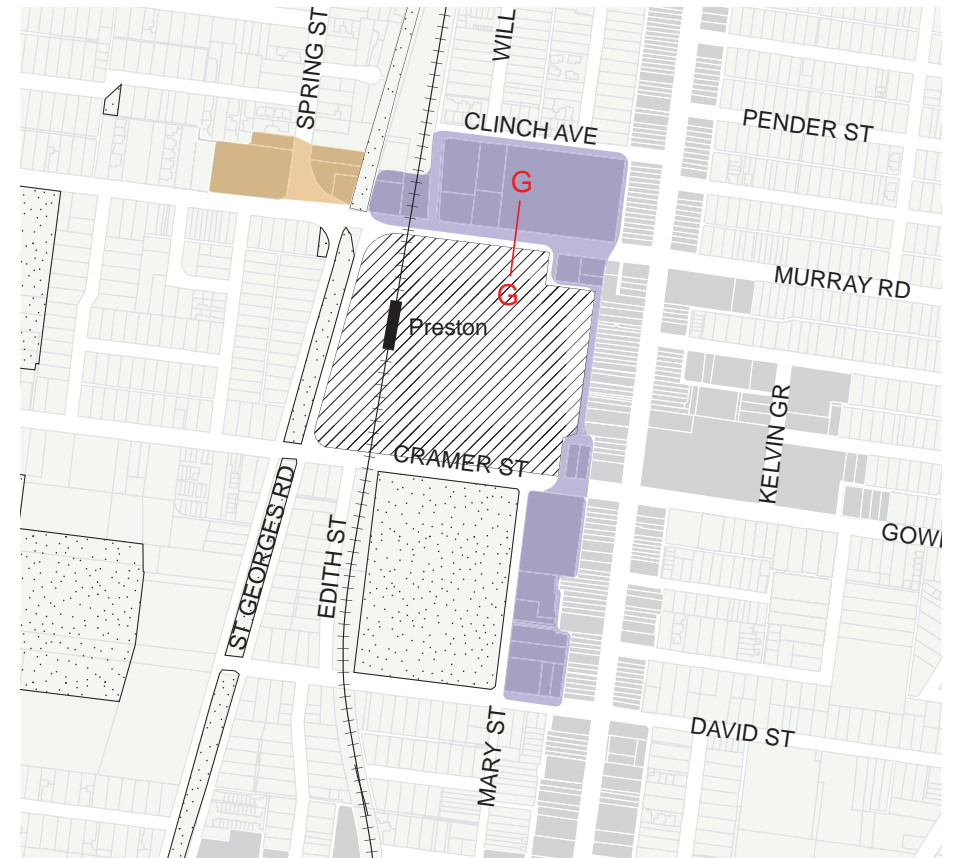 SPRING ST
WILL
CLINCH AVE
PENDER ST
G
MURRAY RD
G
Preston
KELVIN GR
CRAMER ST
ST GEORGES RD
EDITH ST
GOWE
MARY ST
DAVID ST